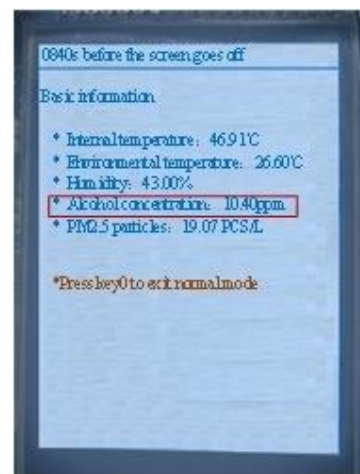 0840s before the screen goes off
Basic information
* Internal temperature: 46.91°C
* Environmental temperature: 26.60°C
* Humidity: 43.00%
* Alcohol concentration: 10.40ppm
* PM2.5 particles: 19.07 PCS/L
*Press key0 to exit normal mode